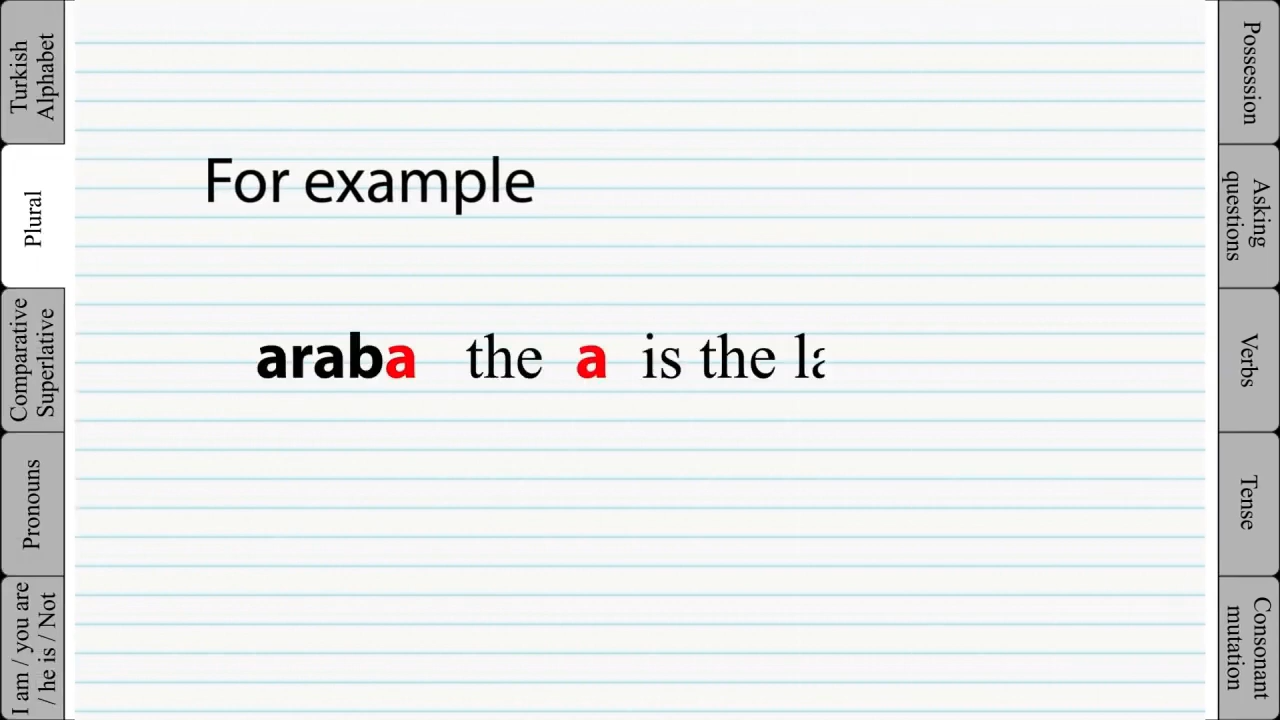 Turkish
Alphabet
Plural
Comparative
Superlative
Pronouns
I am / you are
/ he is / Not
For example
araba the a is the
Possession
Asking
questions
Verbs
Tense
Consonant
mutation